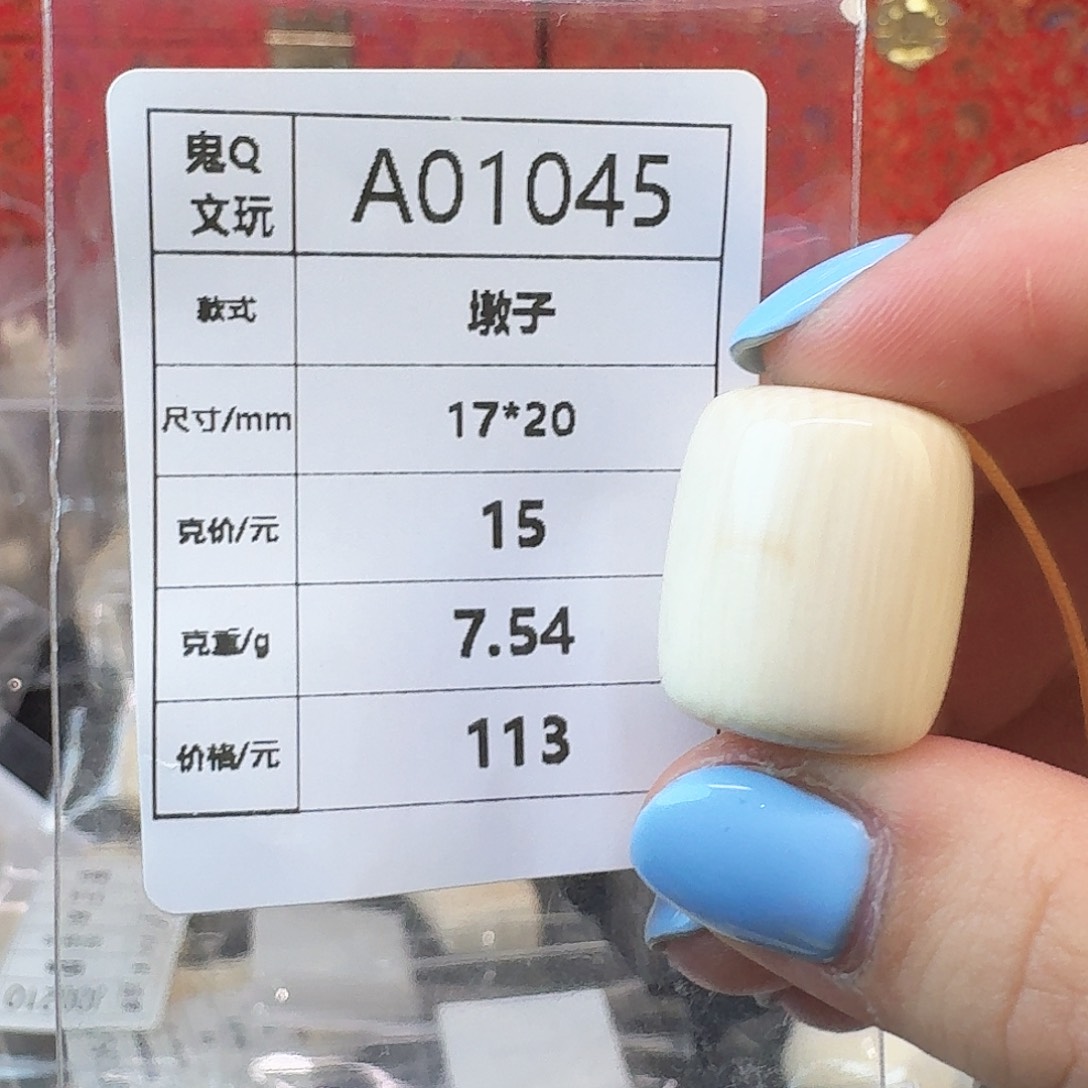 鬼Q
文玩
A01045
款式
墩子
尺寸/mm
17*20
克价/元
15
克重/g
7.54
价格/元
113